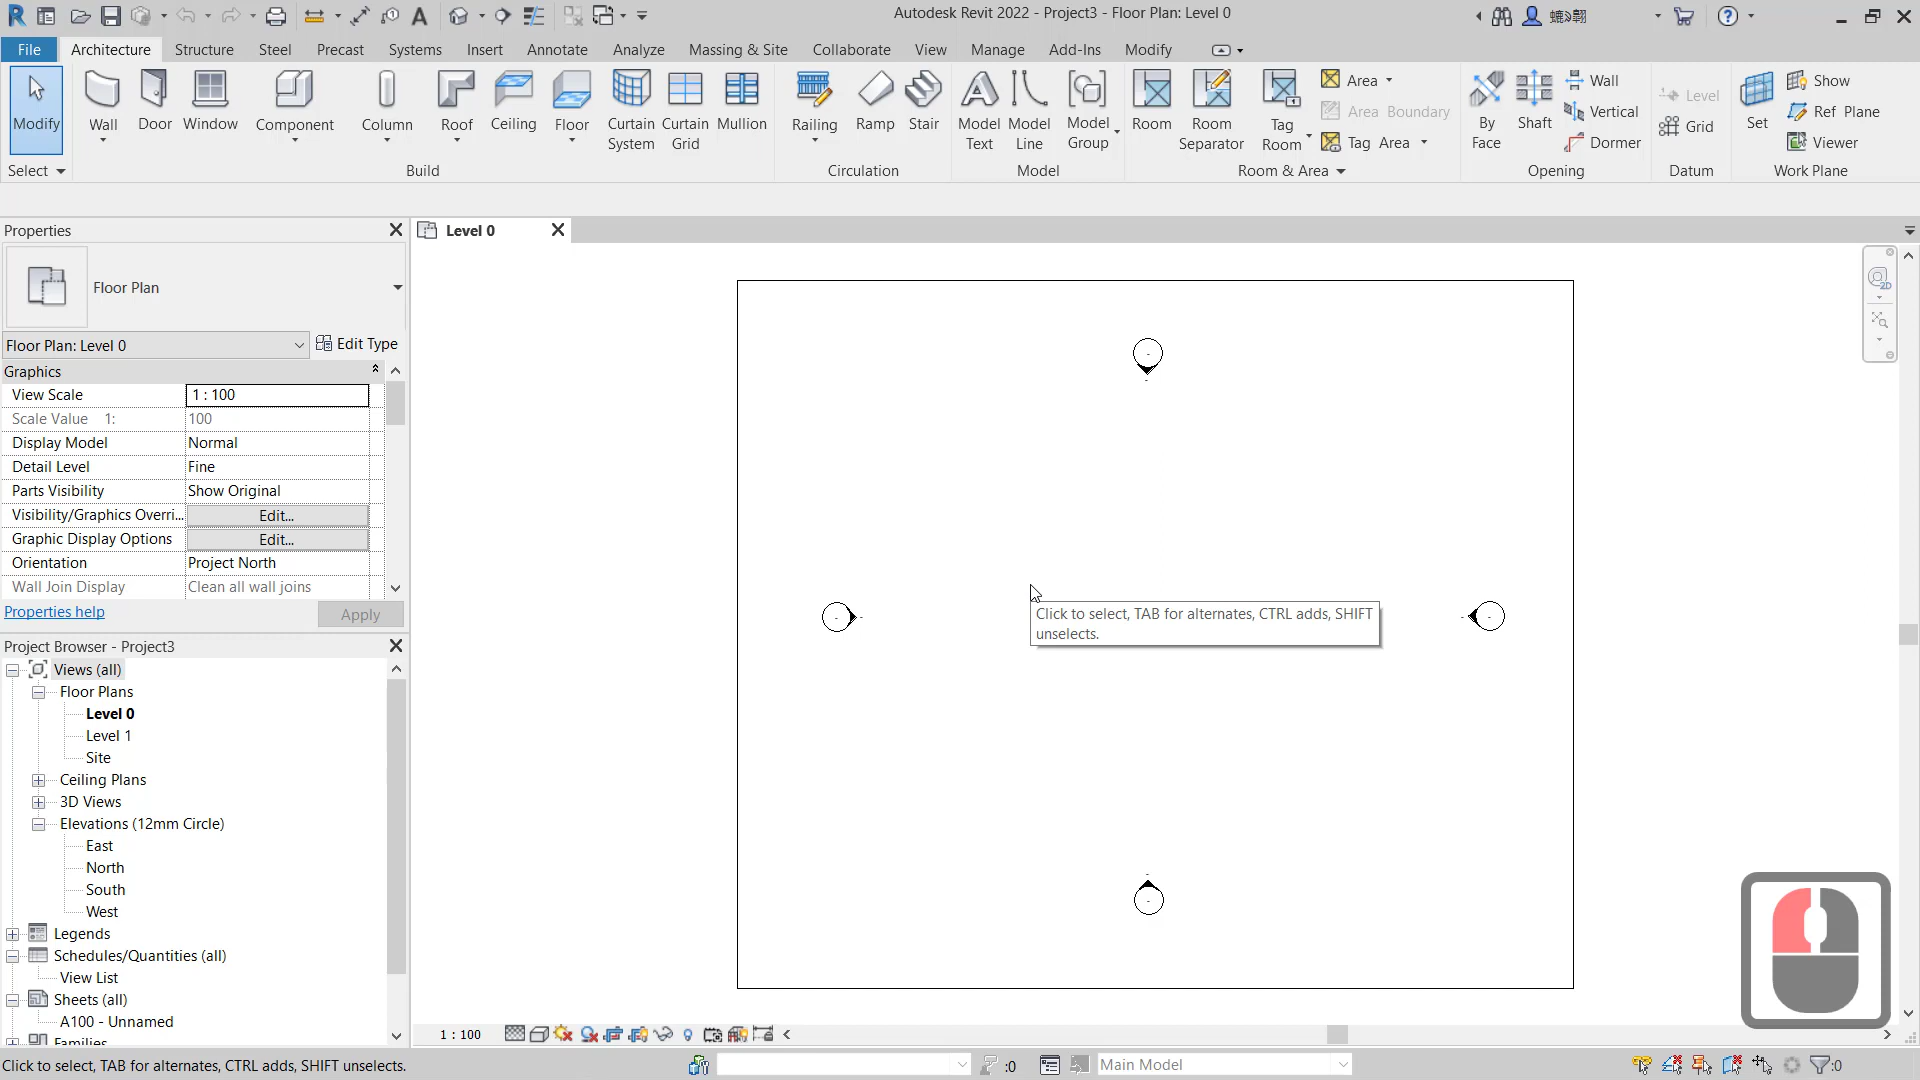 Autodesk Revit 2022 - Project3 - Floor Plan: Level 0
File Architecture Structure Steel Precast Systems Insert Annotate Analyze Massing & Site Collaborate View Manage Add-Ins Modify
Modify
Wall
Door
Window
Component
Column
Roof
Ceiling
Floor
Curtain
System
Curtain
Grid
Mullion
Railing
Ramp
Stair
Model
Text
Model
Line
Model
Group
Room
Room
Separator
Tag
Room
Area
Area Boundary
Tag Area
By
Face
Shaft
Wall
Vertical
Dormer
Level
Grid
Set
Show
Ref Plane
Viewer
Select
Build
Circulation
Model
Room & Area
Opening
Datum
Work Plane
Properties
Level 0
Floor Plan
Floor Plan: Level 0
Edit Type
Graphics
View Scale 1 : 100
Scale Value 1: 100
Display Model Normal
Detail Level Fine
Parts Visibility Show Original
Visibility/Graphics Overri... Edit...
Graphic Display Options Edit...
Orientation Project North
Wall Join Display Clean all wall joins
Properties help
Apply
Project Browser - Project3
Views (all)
Floor Plans
Level 0
Level 1
Site
Ceiling Plans
3D Views
Elevations (12mm Circle)
East
North
South
West
Legends
Schedules/Quantities (all)
View List
Sheets (all)
A100 - Unnamed
Families
2D
Click to select, TAB for alternates, CTRL adds, SHIFT
unselects.
1 : 100
Click to select, TAB for alternates, CTRL adds, SHIFT unselects.
:0
Main Model
:0